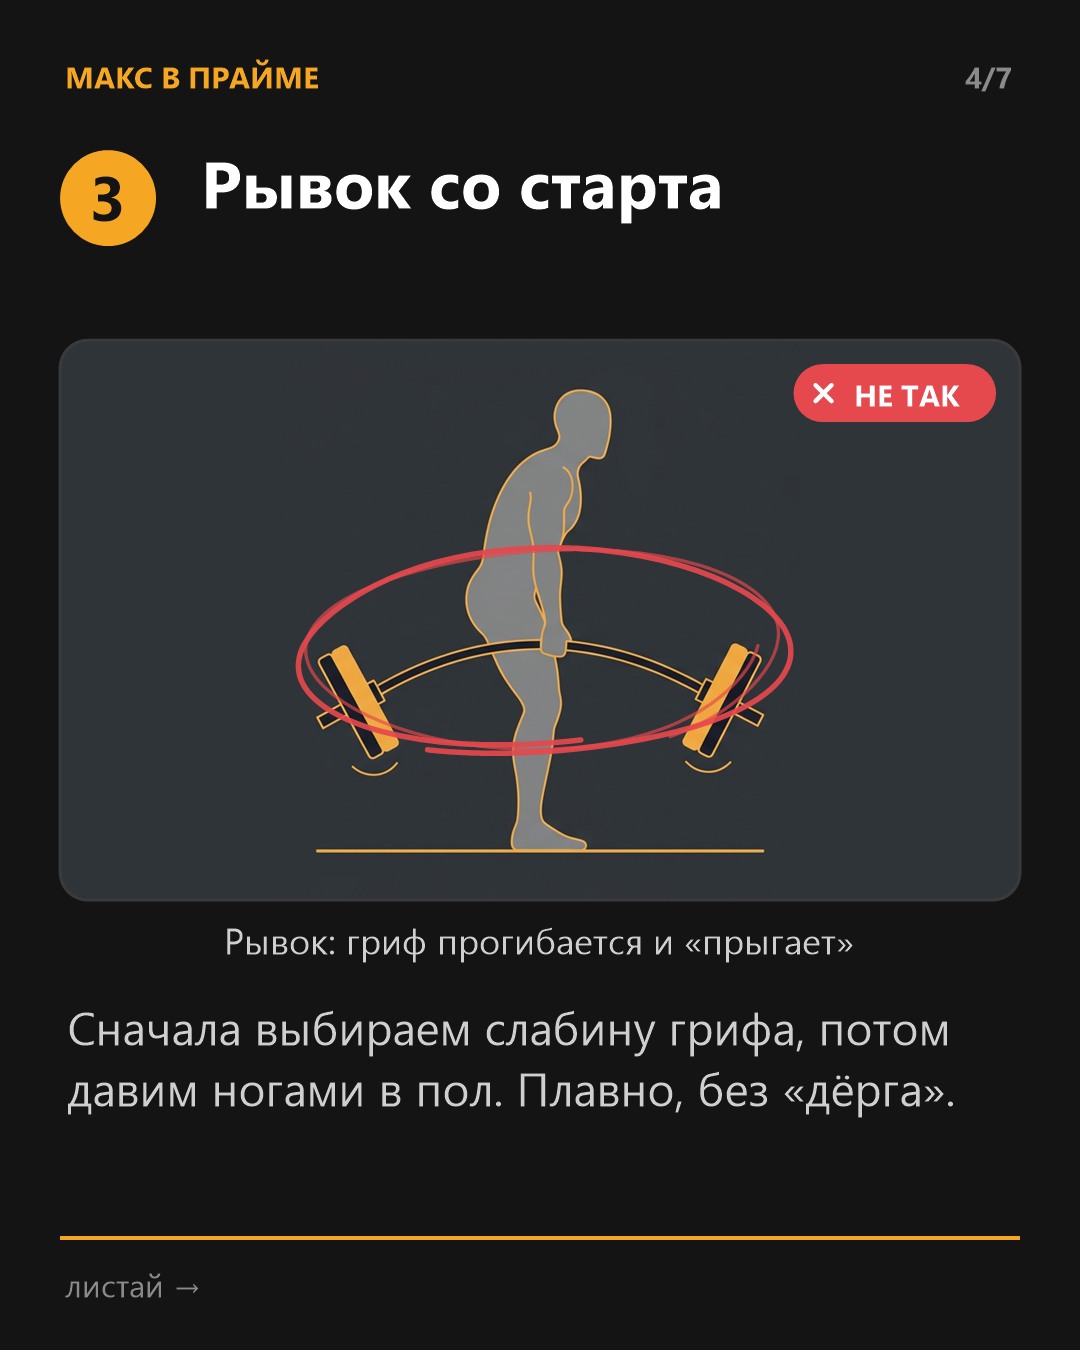 МАКС В ПРАЙМЕ
4/7
3
Рывок со старта
✕ НЕ ТАК
Рывок: гриф прогибается и «прыгает»
Сначала выбираем слабину грифа, потом
давим ногами в пол. Плавно, без «дёрга».
листай →